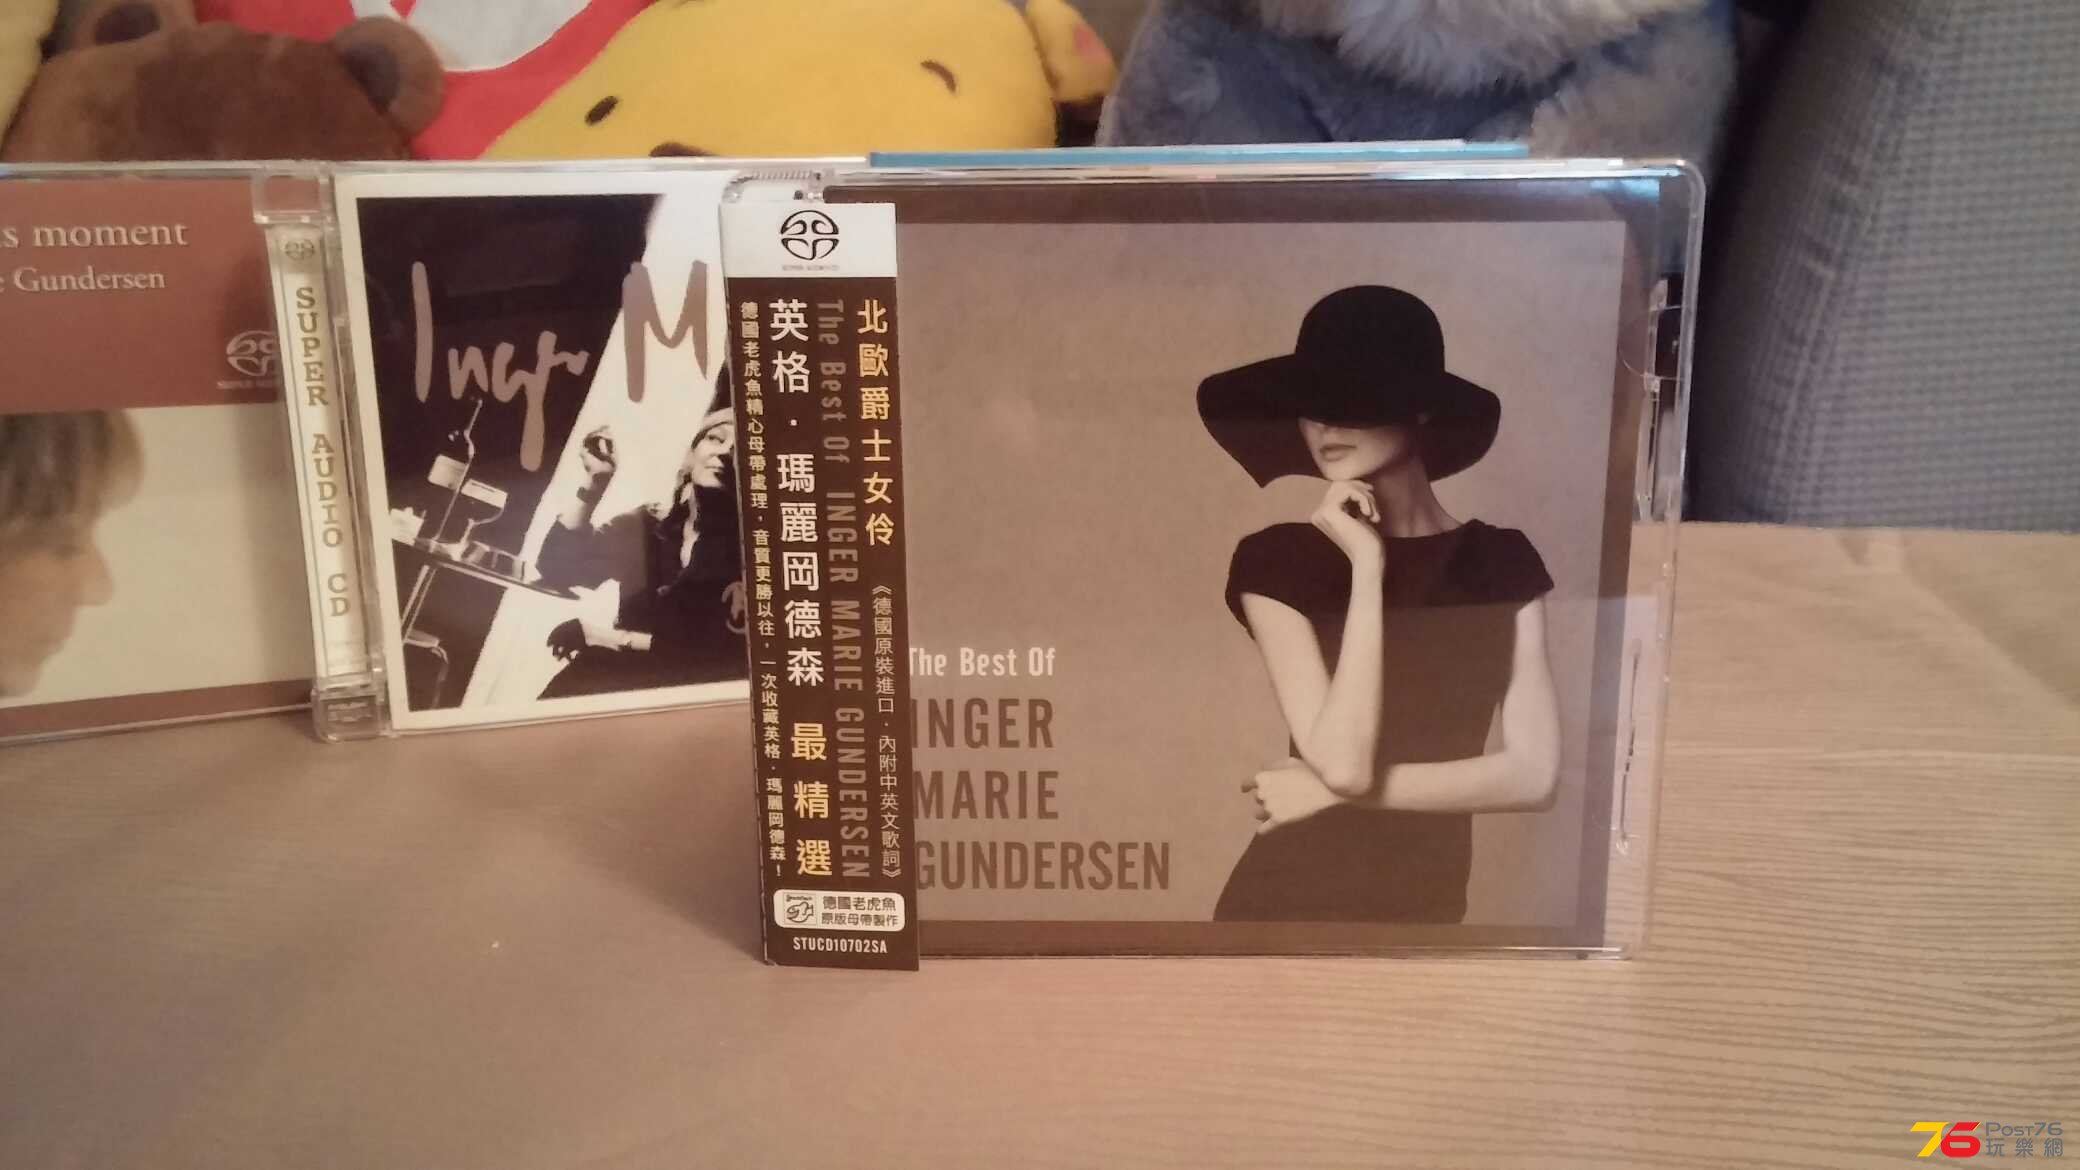 s moment
Gundersen
SUPER AUDIO CD
Inger M
SUPER AUDIO CD
北歐爵士女伶 《德國原裝進口．內附中英文歌詞》
The Best Of INGER MARIE GUNDERSEN
英格．瑪麗岡德森 最精選
德國老虎魚精心母帶處理，音質更勝以往，一次收藏英格．瑪麗岡德森！
德國老虎魚
原版母帶製作
STUCD10702SA
The Best Of
INGER
MARIE
GUNDERSEN
76 POST76
玩樂網